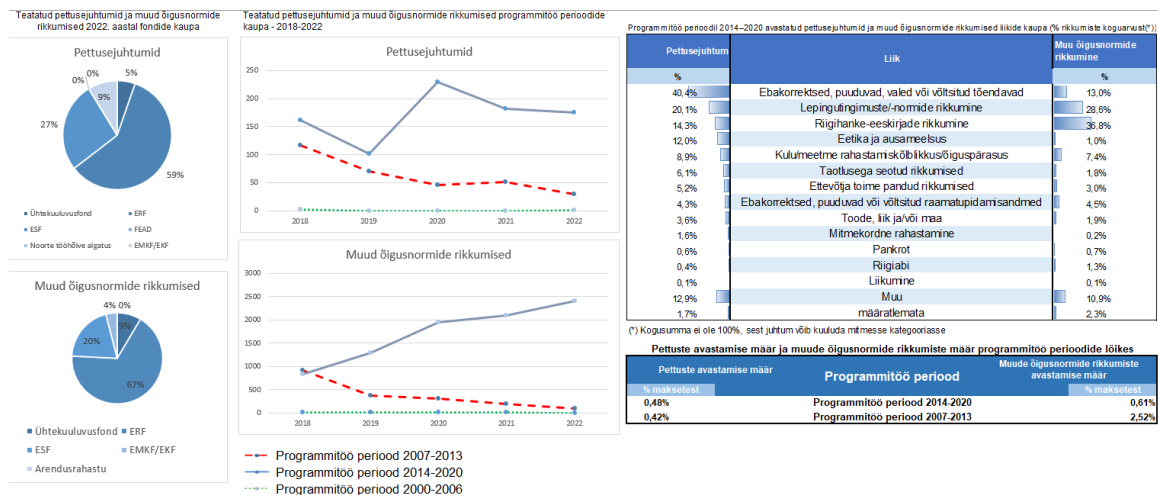 Teatatud pettusejuhtumid ja muud õigusnormide
rikkumised 2022. aastal fondide kaupa
Pettusejuhtumid
0%
0%
5%
9%
27%
59%
Ühtekuuluvusfond
ERF
ESF
FEAD
Noorte tööhõive algatus
EMKF/EKF
Muud õigusnormide rikkumised
4% 0%
9%
20%
67%
Ühtekuuluvusfond
ERF
ESF
EMKF/EKF
Arendusrahastu
Teatatud pettusejuhtumid ja muud õigusnormide rikkumised programmitöö perioodide
kaupa - 2018-2022
Pettusejuhtumid
250
200
150
100
50
0
2018 2019 2020 2021 2022
Muud õigusnormide rikkumised
3000
2500
2000
1500
1000
500
0
2018 2019 2020 2021 2022
Programmitöö periood 2007-2013
Programmitöö periood 2014-2020
Programmitöö periood 2000-2006
Programmitöö perioodil 2014–2020 avastatud pettusejuhtumid ja muud õigusnormide rikkumised liikide kaupa (% rikkumiste koguarvust(*))
Pettusejuhtum Liik Muu õigusnormide
rikkumine
% %
40,4% Ebakorrektsed, puuduvad, valed või võltsitud tõendavad 13,0%
20,1% Lepingutingimuste/-normide rikkumine 28,6%
14,3% Riigihanke-eeskirjade rikkumine 36,8%
12,0% Eetika ja ausameelsus 1,0%
8,9% Kulu/meetme rahastamiskõlblikkus/õiguspärasus 7,4%
6,1% Taotlusega seotud rikkumised 1,8%
5,2% Ettevõtja toime pandud rikkumised 3,0%
4,3% Ebakorrektsed, puuduvad või võltsitud raamatupidamisandmed 4,5%
3,6% Toode, liik ja/või maa 1,9%
1,6% Mitmekordne rahastamine 0,2%
0,6% Pankrot 0,7%
0,4% Riigiabi 1,3%
0,1% Liikumine 0,1%
12,9% Muu 10,9%
1,7% määratlemata 2,3%
(*) Kogusumma ei ole 100%, sest juhtum võib kuuluda mitmesse kategooriasse
Pettuste avastamise määr ja muude õigusnormide rikkumiste määr programmitöö perioodide lõikes
Pettuste avastamise määr Programmitöö periood Muude õigusnormide rikkumiste
avastamise määr
% maksetest % maksetest
0,48% Programmitöö periood 2014-2020 0,61%
0,42% Programmitöö periood 2007-2013 2,52%